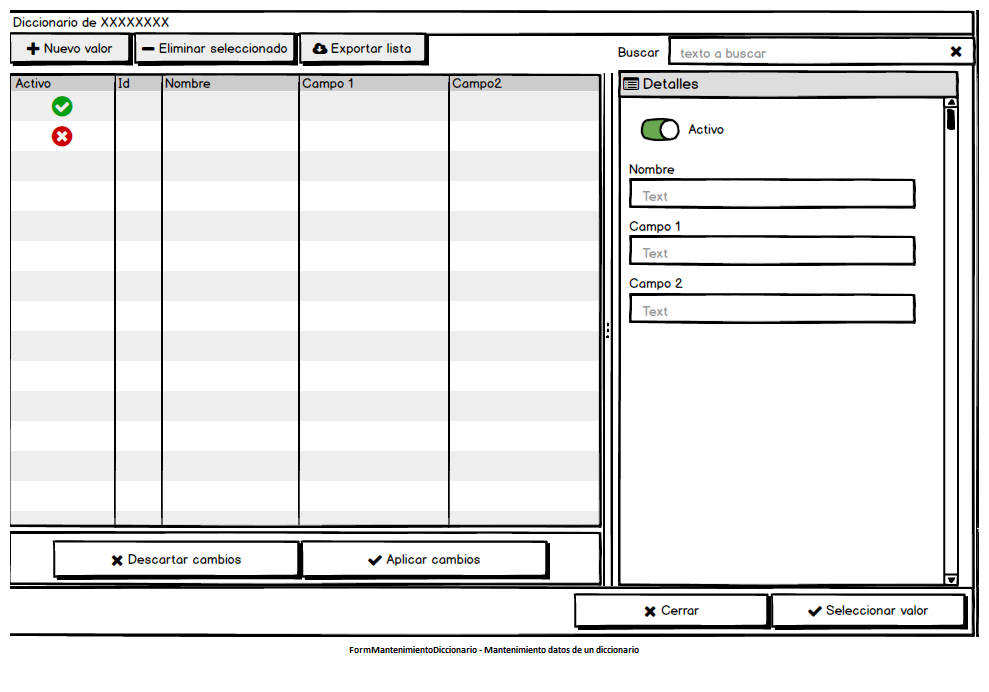 Diccionario de XXXXXXXX
Nuevo valor
Eliminar seleccionado
Exportar lista
Buscar
texto a buscar
Activo
Id
Nombre
Campo 1
Campo2
Detalles
Activo
Nombre
Text
Campo 1
Text
Campo 2
Text
Descartar cambios
Aplicar cambios
Cerrar
Seleccionar valor
FormMantenimientoDiccionario - Mantenimiento datos de un diccionario